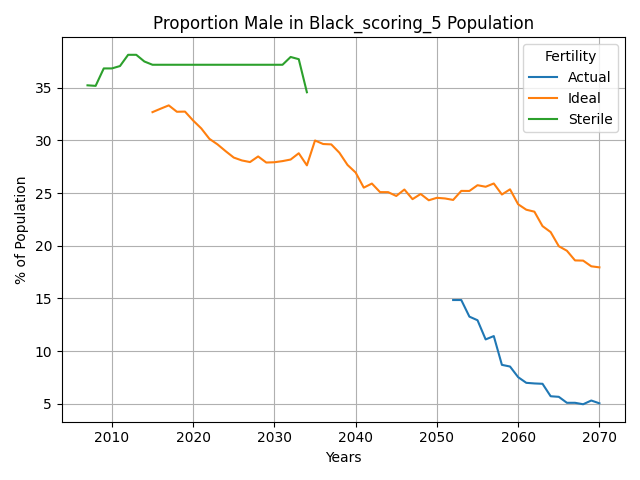 Proportion Male in Black_scoring_5 Population
Fertility
Actual
Ideal
Sterile
% of Population
35
30
25
20
15
10
5
2010 2020 2030 2040 2050 2060 2070
Years